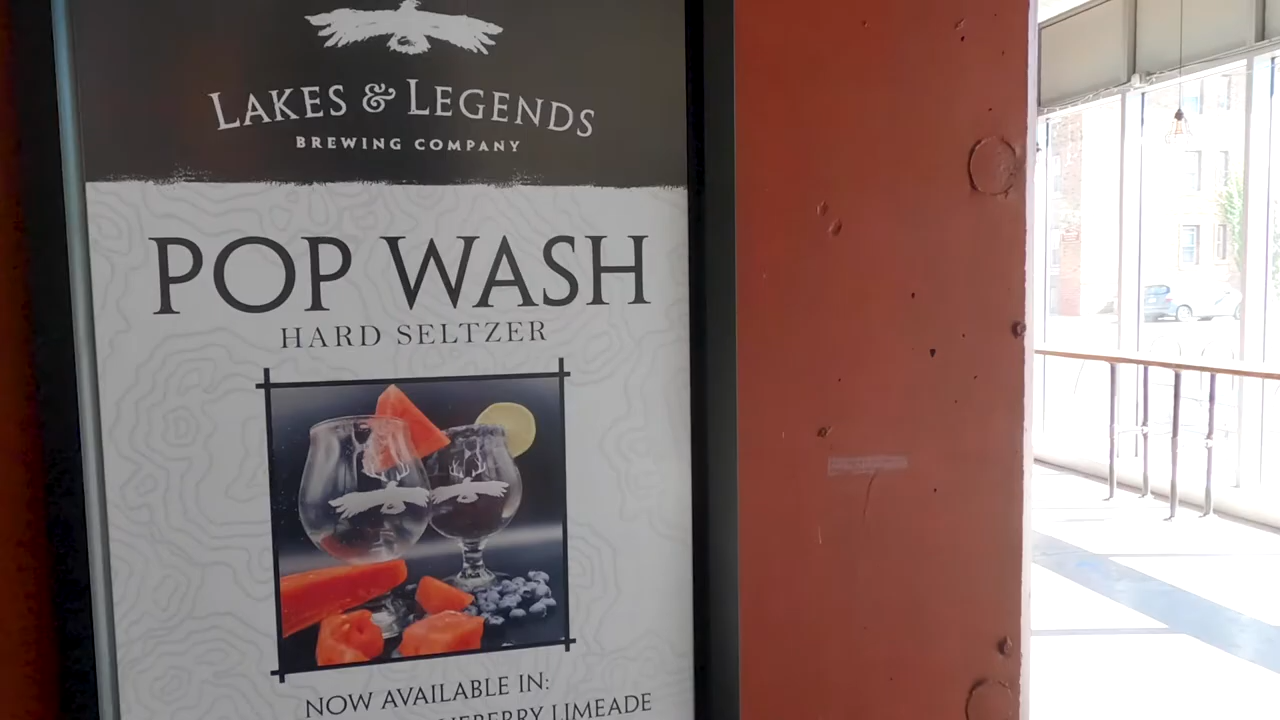 LAKES & LEGENDS
BREWING COMPANY
POP WASH
HARD SELTZER
NOW AVAILABLE IN:
LIMEADE